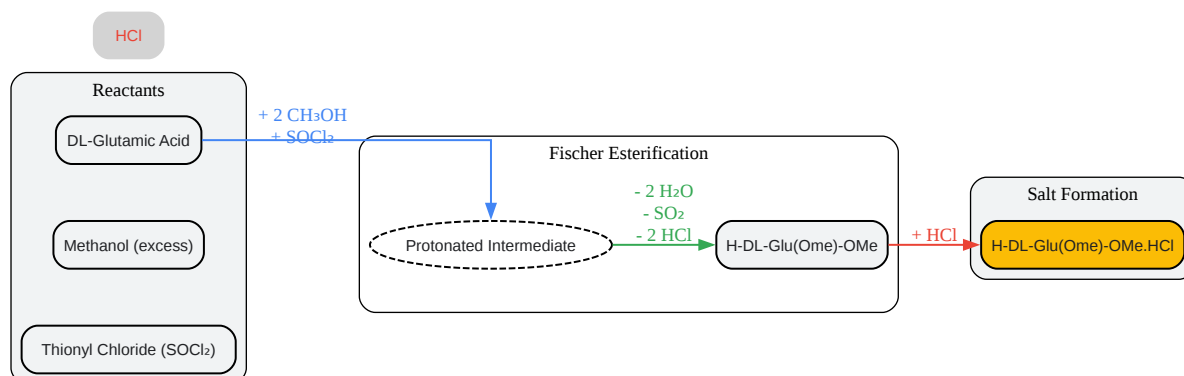 HCl
Reactants
DL-Glutamic Acid
Methanol (excess)
Thionyl Chloride (SOCl₂)
+ 2 CH₃OH
+ SOCl₂
Fischer Esterification
Protonated Intermediate
- 2 H₂O
- SO₂
- 2 HCl
H-DL-Glu(Ome)-OMe
+ HCl
Salt Formation
H-DL-Glu(Ome)-OMe.HCl